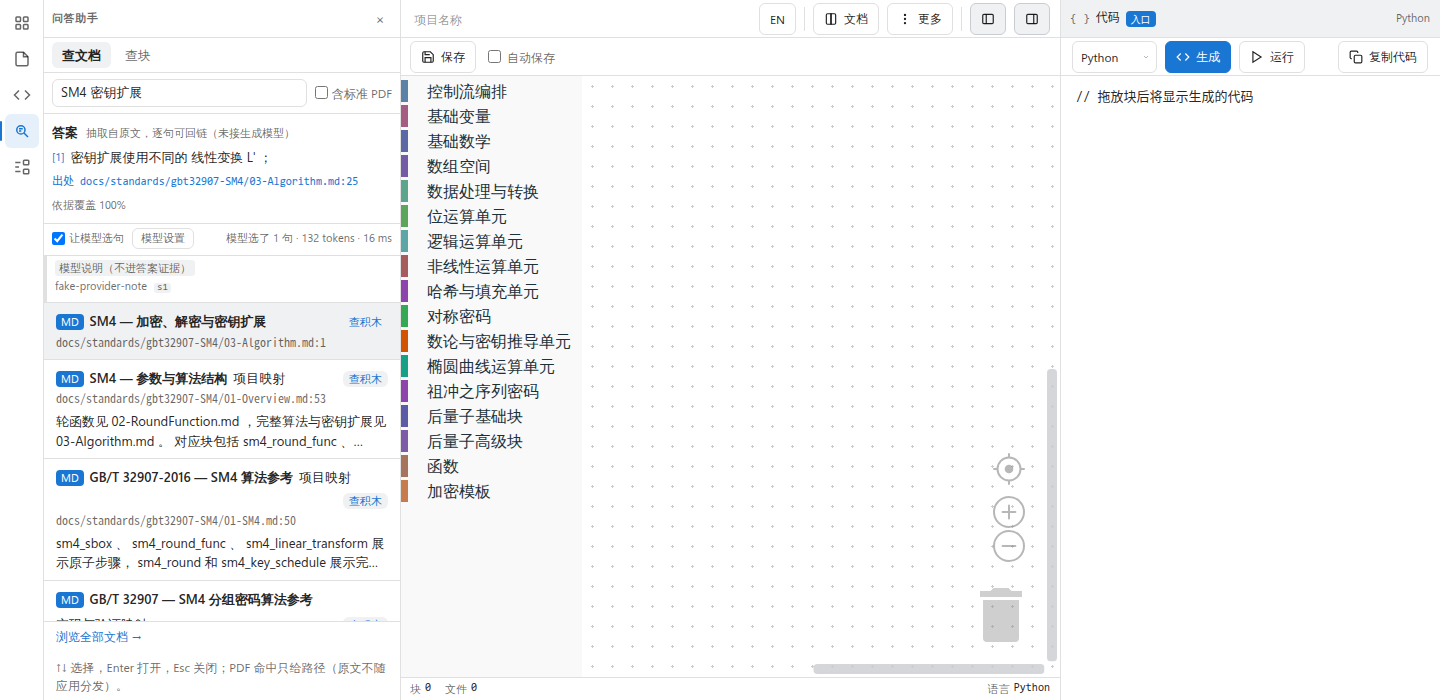 问答助手 ×
查文档 查块
SM4 密钥扩展 含标准 PDF
答案 抽取自原文，逐句可回链（未接生成模型）
[1] 密钥扩展使用不同的 线性变换 L' ；
出处 docs/standards/gbt32907-SM4/03-Algorithm.md:25
依据覆盖 100%
让模型选句 模型设置 模型选了 1 句 · 132 tokens · 16 ms
模型说明（不进答案证据）
fake-provider-note s1
MD SM4 — 加密、解密与密钥扩展 查积木
docs/standards/gbt32907-SM4/03-Algorithm.md:1
MD SM4 — 参数与算法结构 项目映射 查积木
docs/standards/gbt32907-SM4/01-Overview.md:53
轮函数见 02-RoundFunction.md ，完整算法与密钥扩展见
03-Algorithm.md 。 对应块包括 sm4_round_func 、...
MD GB/T 32907-2016 — SM4 算法参考 项目映射
查积木
docs/standards/gbt32907-SM4/01-SM4.md:50
sm4_sbox 、 sm4_round_func 、 sm4_linear_transform 展
示原子步骤， sm4_round 和 sm4_key_schedule 展示完...
MD GB/T 32907 — SM4 分组密码算法参考
浏览全部文档 →
↑↓ 选择，Enter 打开，Esc 关闭；PDF 命中只给路径（原文不随
应用分发）。
项目名称 EN 文档 更多
保存 自动保存
控制流编排
基础变量
基础数学
数组空间
数据处理与转换
位运算单元
逻辑运算单元
非线性运算单元
哈希与填充单元
对称密码
数论与密钥推导单元
椭圆曲线运算单元
祖冲之序列密码
后量子基础块
后量子高级块
函数
加密模板
块 0 文件 0 语言 Python
{ } 代码 入口 Python
Python 生成 运行 复制代码
// 拖放块后将显示生成的代码